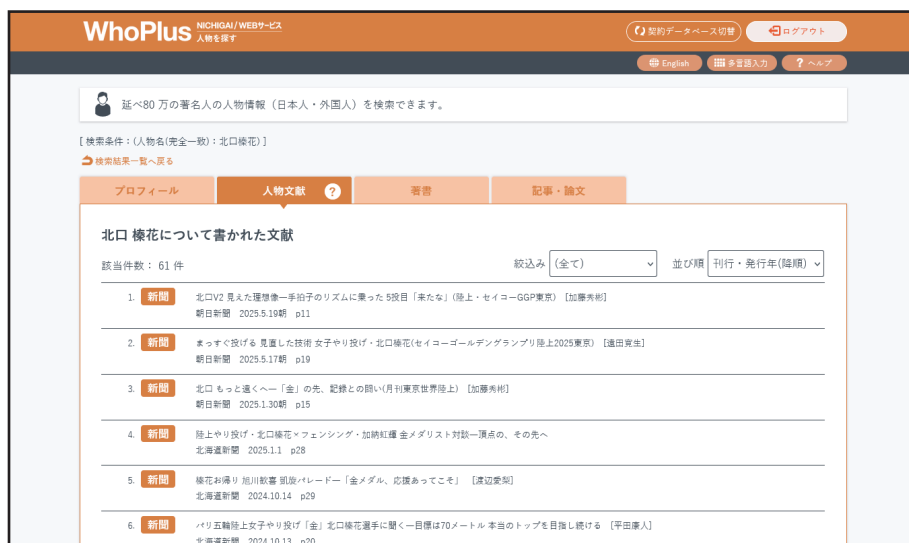 WhoPlus NICHIGAI/WEBサービス
人物を探す
契約データベース切替
ログアウト
English
多言語入力
? ヘルプ
延べ80 万の著名人の人物情報（日本人・外国人）を検索できます。
[ 検索条件：(人物名(完全一致)：北口榛花) ]
検索結果一覧へ戻る
プロフィール
人物文献 ?
著書
記事・論文
北口 榛花について書かれた文献
該当件数： 61 件
絞込み (全て)
並び順 刊行・発行年(降順)
1. 新聞 北口V2 見えた理想像―手拍子のリズムに乗った 5投目「来たな」(陸上・セイコーGGP東京) [加藤秀彬]
朝日新聞 2025.5.19朝 p11
2. 新聞 まっすぐ投げる 見直した技術 女子やり投げ・北口榛花(セイコーゴールデングランプリ陸上2025東京) [遠田寛生]
朝日新聞 2025.5.17朝 p19
3. 新聞 北口 もっと遠くへ―「金」の先、記録との闘い(月刊東京世界陸上) [加藤秀彬]
朝日新聞 2025.1.30朝 p15
4. 新聞 陸上やり投げ・北口榛花×フェンシング・加納虹輝 金メダリスト対談―頂点の、その先へ
北海道新聞 2025.1.1 p28
5. 新聞 榛花お帰り 旭川歓喜 凱旋パレード―「金メダル、応援あってこそ」 [渡辺愛梨]
北海道新聞 2024.10.14 p29
6. 新聞 パリ五輪陸上女子やり投げ「金」北口榛花選手に聞く―目標は70メートル 本当のトップを目指し続ける [平田康人]
北海道新聞 2024.10.13 p20